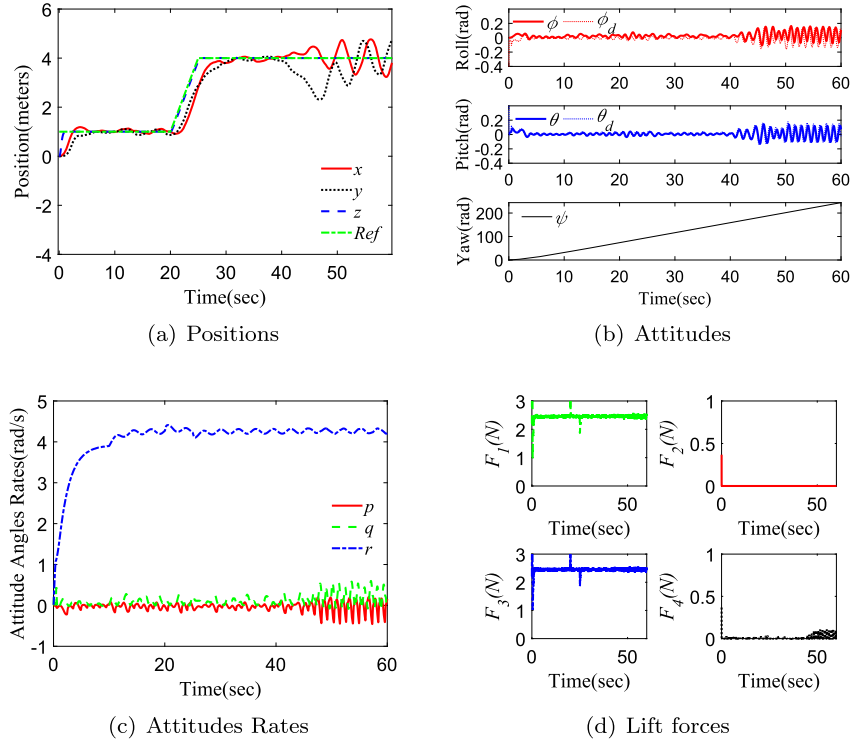 6
4
2
0
-2
-4
Position(meters)
0 10 20 30 40 50
Time(sec)
x
y
z
Ref
(a) Positions
0.4
0.2
0
-0.2
-0.4
Roll(rad)
ϕ ϕd
0 10 20 30 40 50 60
0.2
0
-0.2
-0.4
Pitch(rad)
θ θd
0 10 20 30 40 50 60
200
100
0
Yaw(rad)
ψ
0 10 20 30 40 50 60
Time(sec)
(b) Attitudes
5
4
3
2
1
0
-1
Attitude Angles Rates(rad/s)
p
q
r
0 20 40 60
Time(sec)
(c) Attitudes Rates
3
2
1
0
F1(N)
0 50
Time(sec)
1
0.5
0
F2(N)
0 50
Time(sec)
3
2
1
0
F3(N)
0 50
Time(sec)
1
0.5
0
F4(N)
0 50
Time(sec)
(d) Lift forces